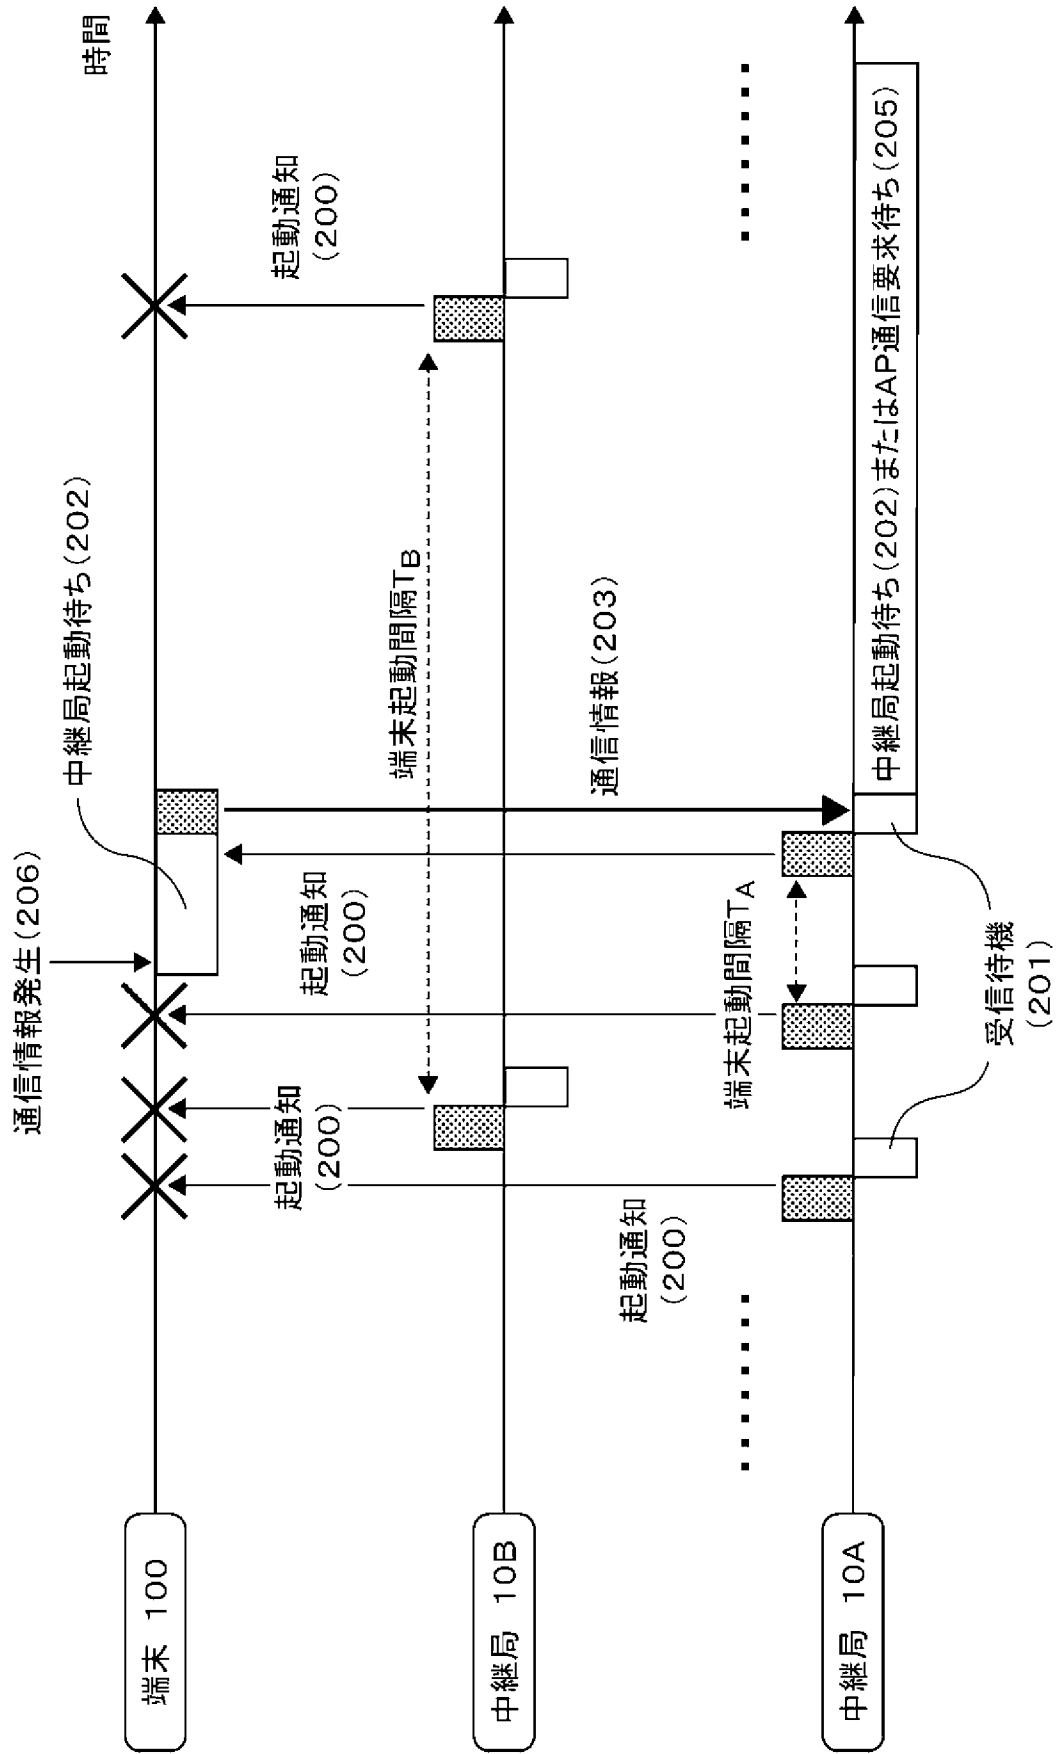 時間
通信情報発生(206)
中継局起動待ち(202)
端末 100
起動通知
(200)
起動通知
(200)
起動通知
(200)
端末起動間隔TB
中継局 10B
起動通知
(200)
通信情報(203)
端末起動間隔TA
中継局 10A
中継局起動待ち(202)またはAP通信要求待ち(205)
受信待機
(201)